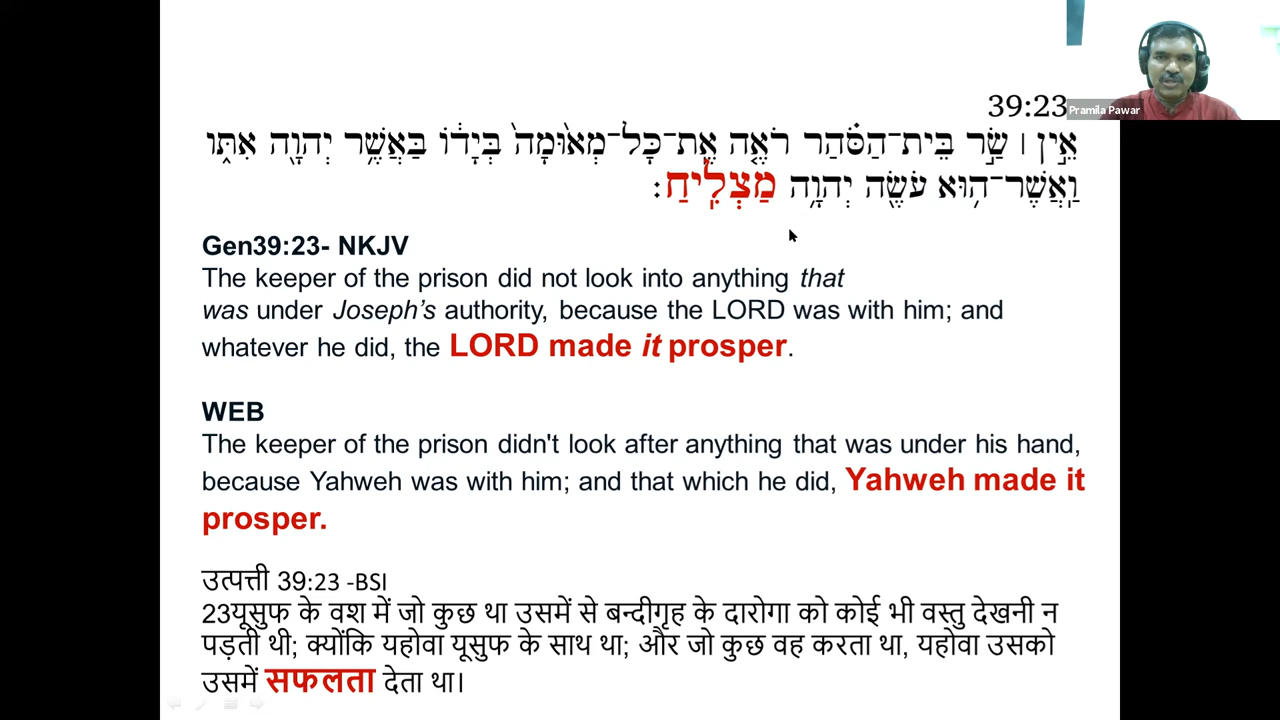 39:23
Pramila Pawar
אֵ֣ין ׀ שַׂ֣ר בֵּית־הַסֹּ֗הַר רֹאֶ֤ה אֶֽת־כָּל־מְא֙וּמָה֙ בְּיָד֔וֹ בַּאֲשֶׁ֥ר יְהוָ֖ה אִתּ֑וֹ
וַֽאֲשֶׁר־ה֥וּא עֹשֶׂ֖ה יְהוָ֥ה מַצְלִֽיחַ׃
Gen39:23- NKJV
The keeper of the prison did not look into anything that
was under Joseph’s authority, because the LORD was with him; and
whatever he did, the LORD made it prosper.
WEB
The keeper of the prison didn't look after anything that was under his hand,
because Yahweh was with him; and that which he did, Yahweh made it
prosper.
उत्पत्ती 39:23 -BSI
23यूसुफ के वश में जो कुछ था उसमें से बन्दीगृह के दारोगा को कोई भी वस्तु देखनी न
पड़ती थी; क्योंकि यहोवा यूसुफ के साथ था; और जो कुछ वह करता था, यहोवा उसको
उसमें सफलता देता था।